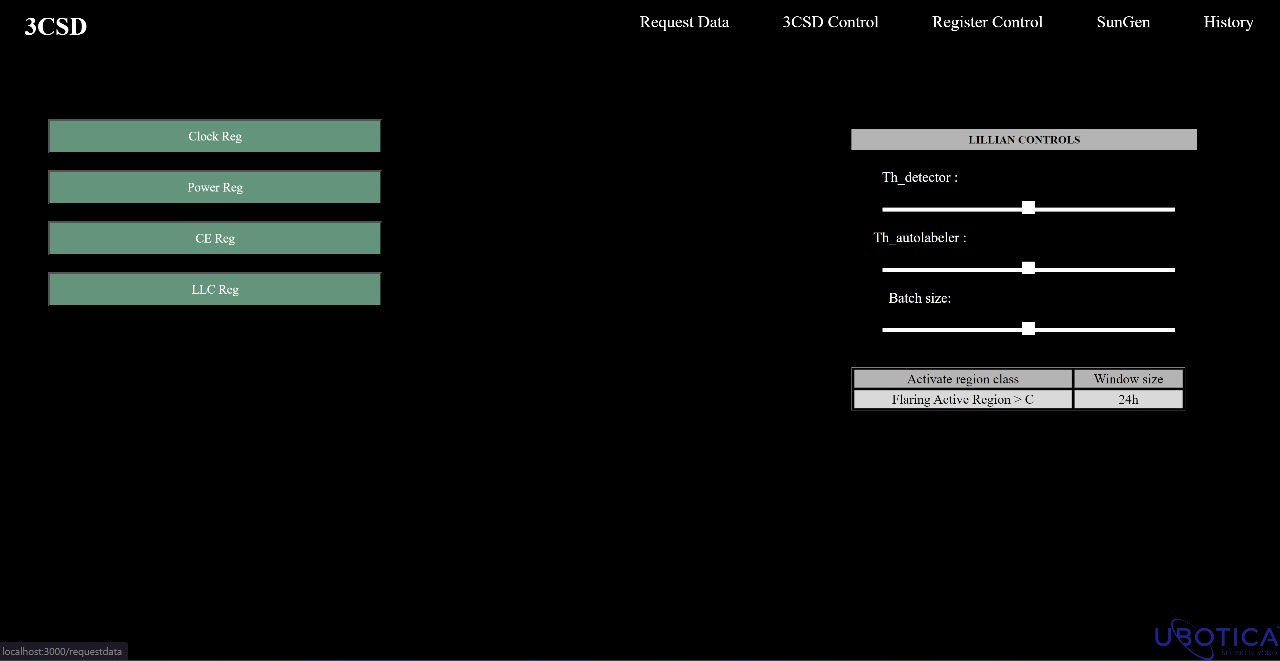 3CSD
Request Data
3CSD Control
Register Control
SunGen
History
Clock Reg
Power Reg
CE Reg
LLC Reg
LILLIAN CONTROLS
Th_detector :
Th_autolabeler :
Batch size:
Activate region class Window size
Flaring Active Region > C 24h
UBOTICA
localhost:3000/requestdata